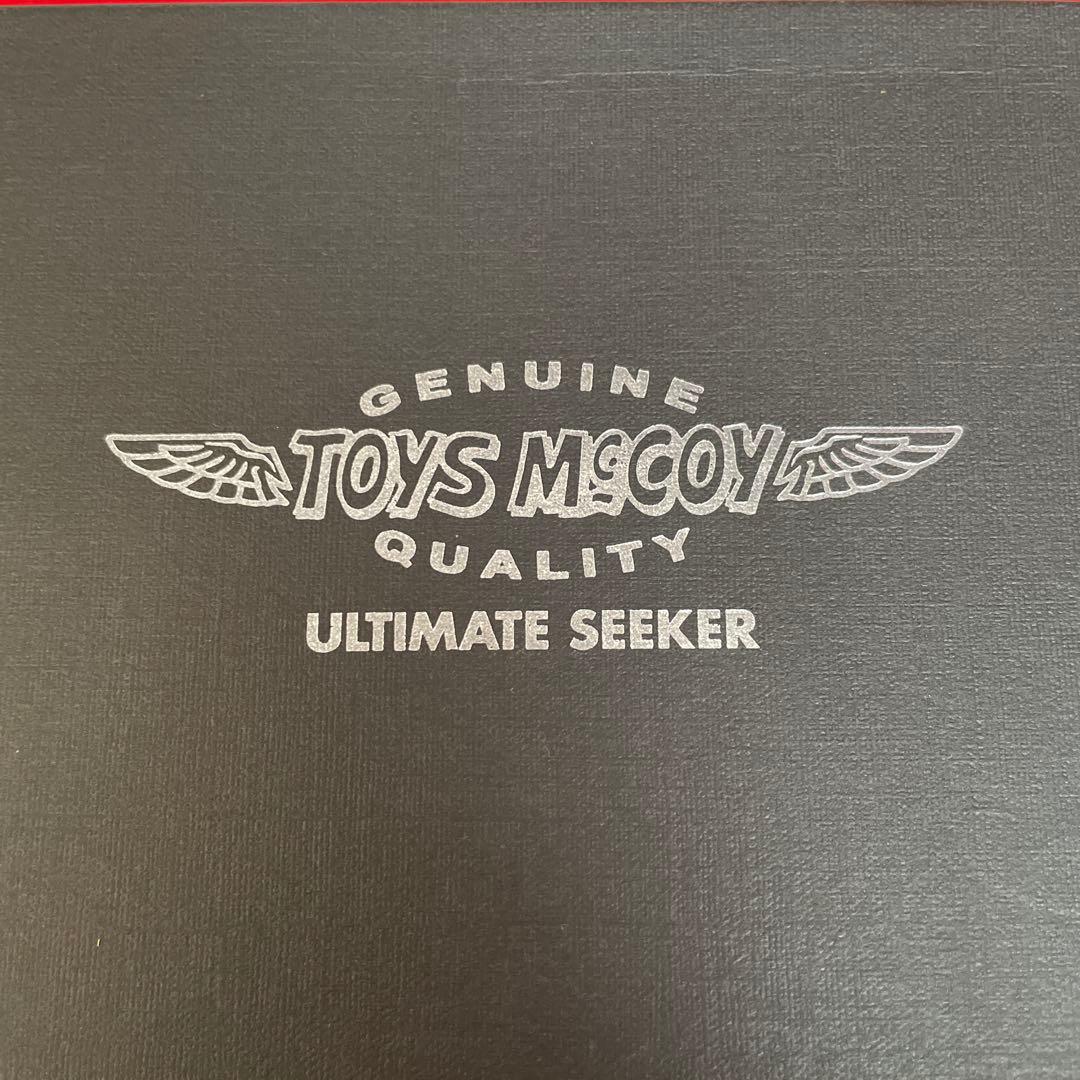 GENUINE
TOYS McCOY
QUALITY
ULTIMATE SEEKER